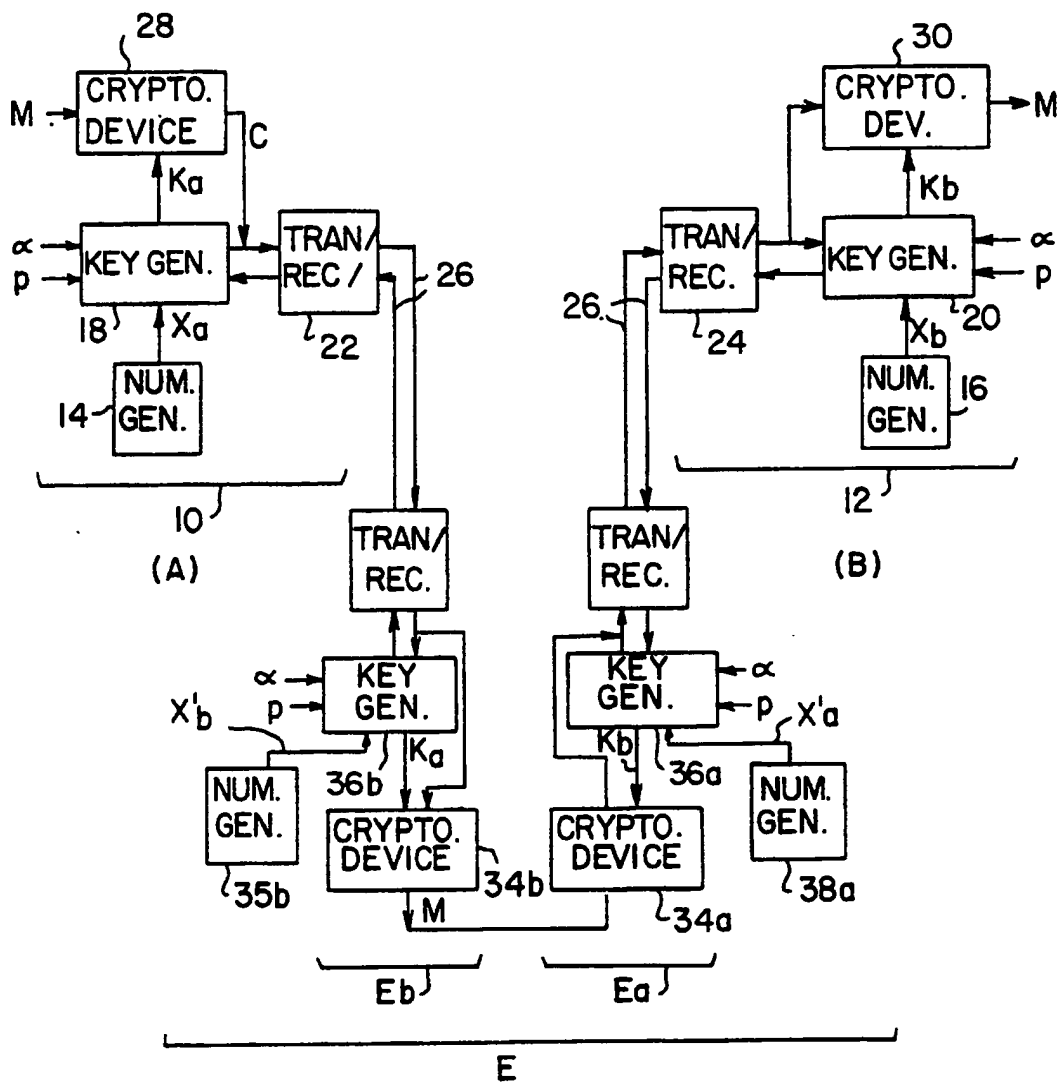 28
CRYPTO.
DEVICE
M
C
Ka
∝
p
KEY GEN.
18
Xa
TRAN/
REC/
22
26
14
NUM.
GEN.
10
(A)
30
CRYPTO.
DEV.
M
Kb
TRAN/
REC.
24
26
KEY GEN.
∝
p
20
Xb
NUM.
GEN.
16
12
(B)
TRAN/
REC.
∝
p
KEY
GEN.
X'b
Ka
36b
NUM.
GEN.
35b
CRYPTO.
DEVICE
34b
M
Eb
TRAN/
REC.
KEY
GEN.
∝
p
X'a
Kb
36a
NUM.
GEN.
38a
CRYPTO.
DEVICE
34a
Ea
E